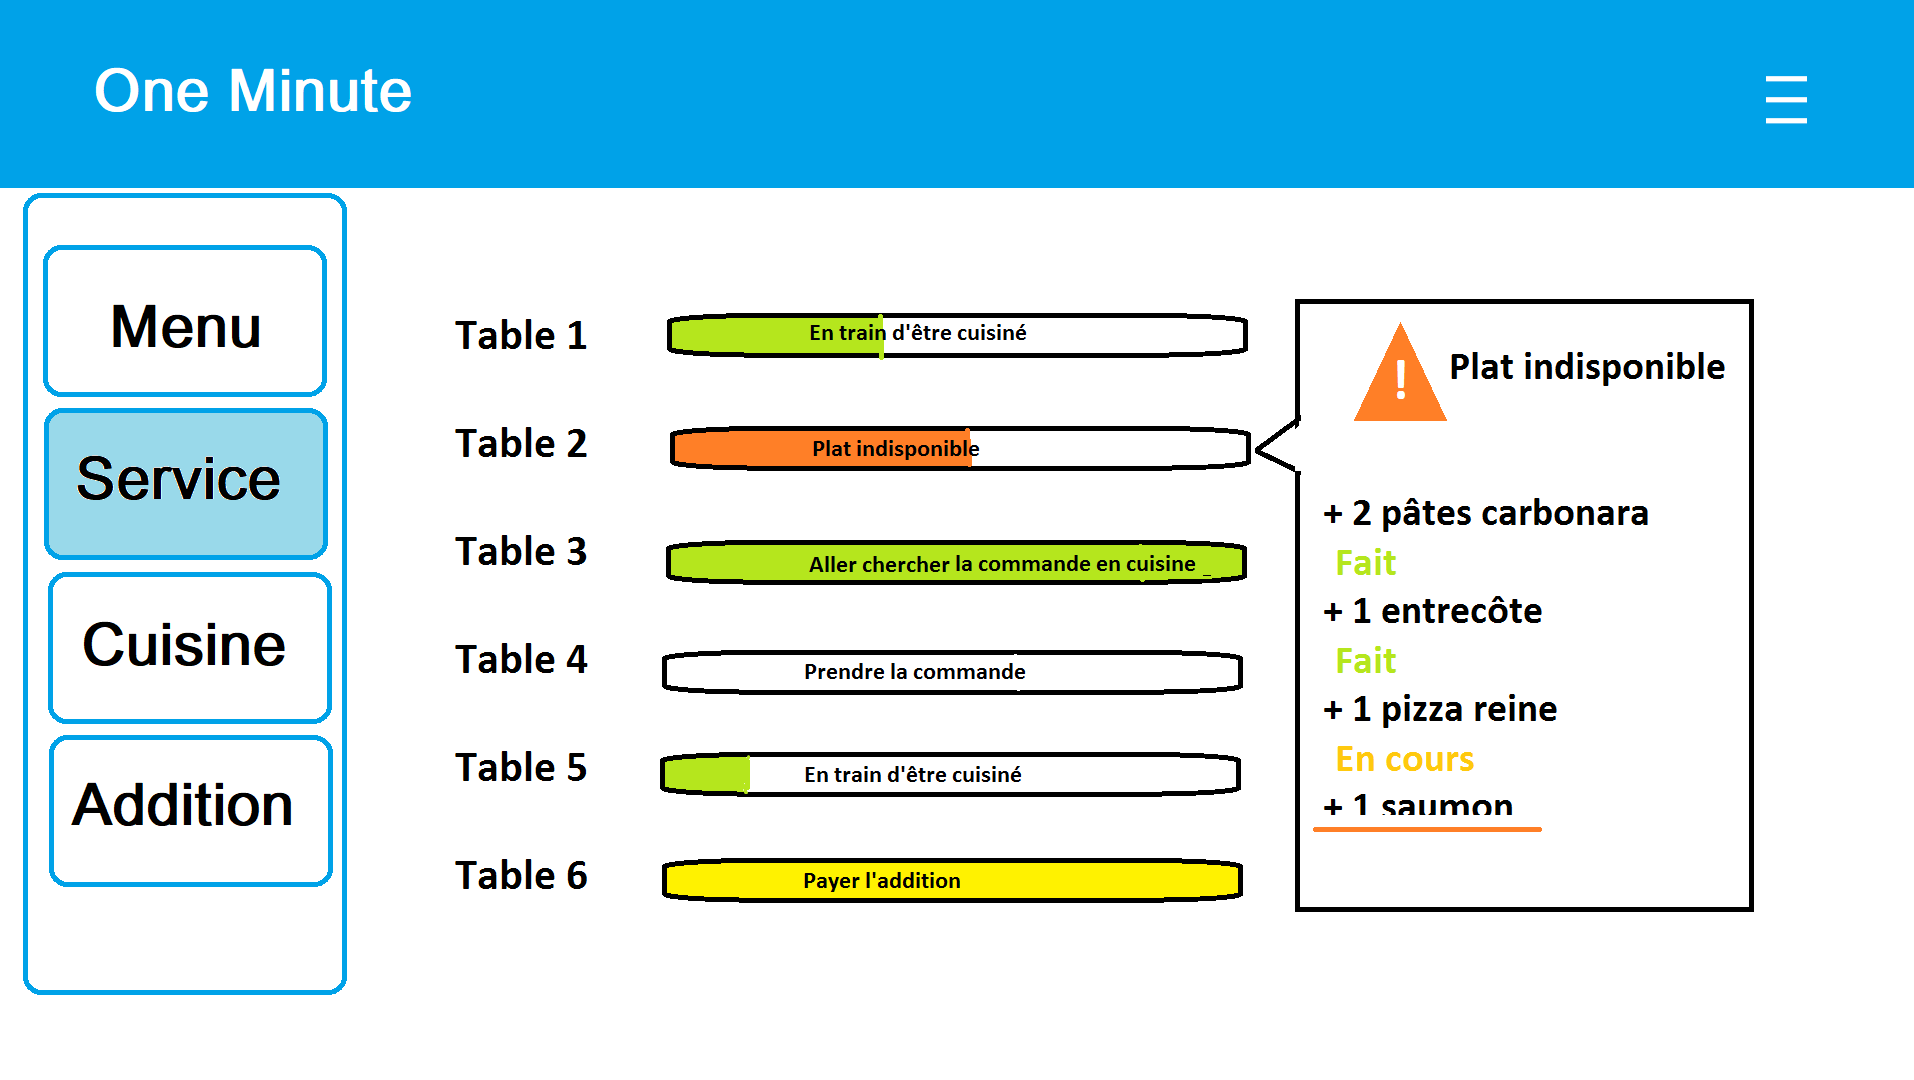 One Minute
Menu
Service
Cuisine
Addition
Table 1
En train d'être cuisiné
Table 2
Plat indisponible
Table 3
Aller chercher la commande en cuisine _
Table 4
Prendre la commande
Table 5
En train d'être cuisiné
Table 6
Payer l'addition
!
Plat indisponible
+ 2 pâtes carbonara
Fait
+ 1 entrecôte
Fait
+ 1 pizza reine
En cours
+ 1 saumon